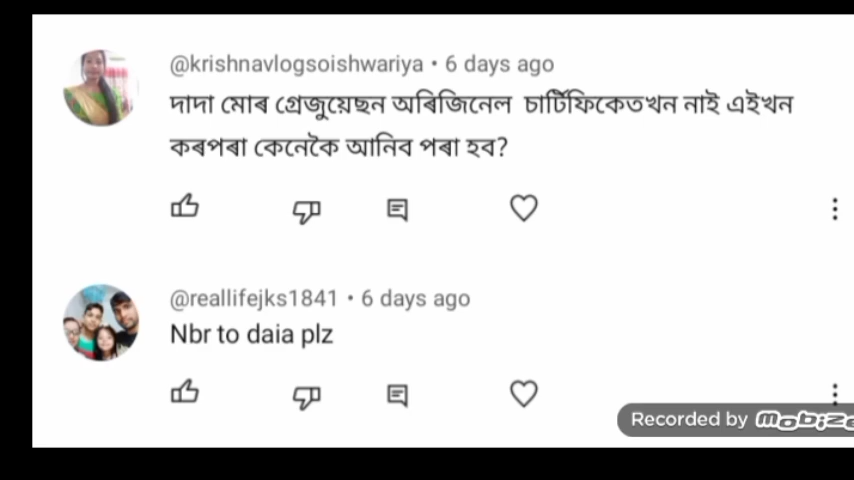 @krishnavlogsoishwariya • 6 days ago
দাদা মোৰ গ্ৰেজুয়েছন অৰিজিনেল চাৰ্টিফিকেতখন নাই এইখন
কৰপৰা কেনেকৈ আনিব পৰা হব?
@reallifejks1841 • 6 days ago
Nbr to daia plz
Recorded by